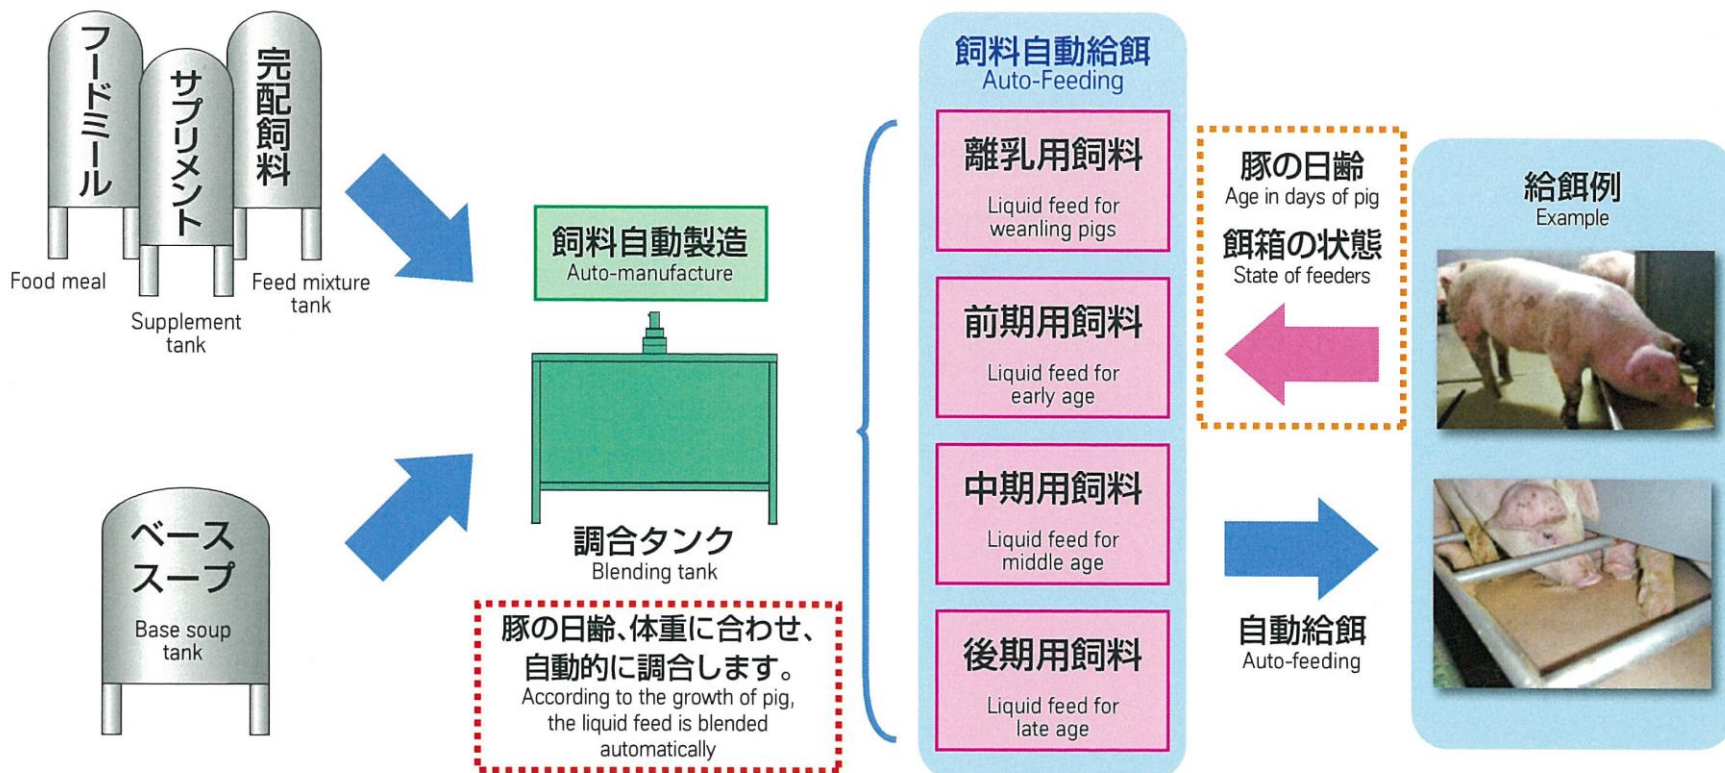 フードミール
サプリメント
完配飼料
Food meal
Supplement
tank
Feed mixture
tank
ベース
スープ
Base soup
tank
飼料自動製造
Auto-manufacture
調合タンク
Blending tank
豚の日齢、体重に合わせ、
自動的に調合します。
According to the growth of pig,
the liquid feed is blended
automatically
飼料自動給餌
Auto-Feeding
離乳用飼料
Liquid feed for
weanling pigs
前期用飼料
Liquid feed for
early age
中期用飼料
Liquid feed for
middle age
後期用飼料
Liquid feed for
late age
豚の日齢
Age in days of pig
餌箱の状態
State of feeders
自動給餌
Auto-feeding
給餌例
Example